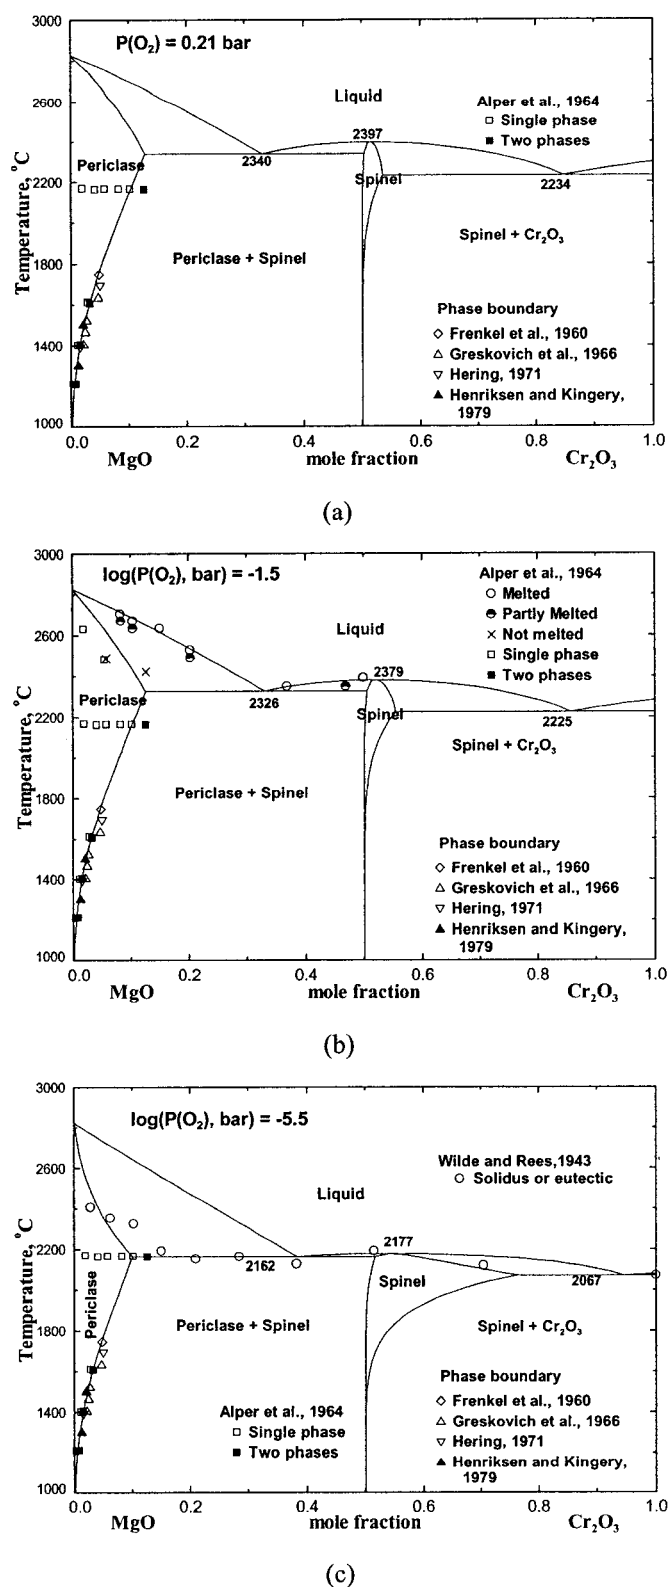 P(O₂) = 0.21 bar
3000
2600
2200
1800
1400
1000
Temperature, °C
Liquid
Alper et al., 1964
Single phase
Two phases
2397
Periclase
2340
Spinel
2234
Periclase + Spinel
Spinel + Cr₂O₃
Phase boundary
Frenkel et al., 1960
Greskovich et al., 1966
Hering, 1971
Henriksen and Kingery,
1979
0.0 0.2 0.4 0.6 0.8 1.0
MgO mole fraction Cr₂O₃
(a)
log(P(O₂), bar) = -1.5
3000
2600
2200
1800
1400
1000
Temperature, °C
Alper et al., 1964
Melted
Partly Melted
Not melted
Single phase
Two phases
Liquid
2379
Periclase
2326
Spinel
2225
Periclase + Spinel
Spinel + Cr₂O₃
Phase boundary
Frenkel et al., 1960
Greskovich et al., 1966
Hering, 1971
Henriksen and Kingery,
1979
0.0 0.2 0.4 0.6 0.8 1.0
MgO mole fraction Cr₂O₃
(b)
log(P(O₂), bar) = -5.5
3000
2600
2200
1800
1400
1000
Temperature, °C
Wilde and Rees,1943
Solidus or eutectic
Liquid
2177
2162
Spinel
2067
Periclase
Periclase + Spinel
Spinel + Cr₂O₃
Alper et al., 1964
Single phase
Two phases
Phase boundary
Frenkel et al., 1960
Greskovich et al., 1966
Hering, 1971
Henriksen and Kingery,
1979
0.0 0.2 0.4 0.6 0.8 1.0
MgO mole fraction Cr₂O₃
(c)